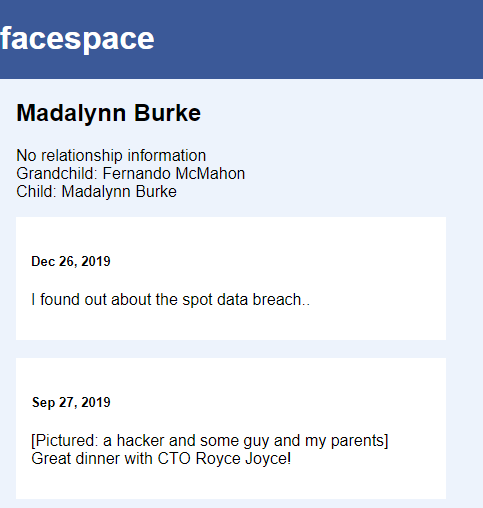 facespace
Madalynn Burke
No relationship information
Grandchild: Fernando McMahon
Child: Madalynn Burke
Dec 26, 2019
I found out about the spot data breach..
Sep 27, 2019
[Pictured: a hacker and some guy and my parents]
Great dinner with CTO Royce Joyce!